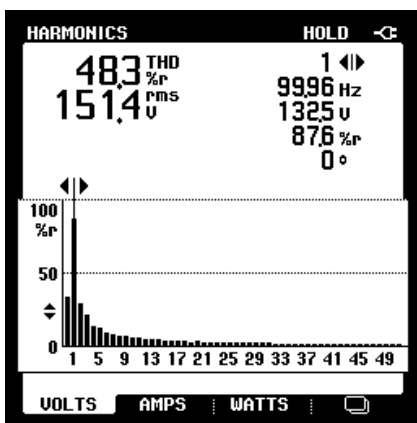 HARMONICS HOLD
48.3 THD %r
151.4 rms V
1
99.96 Hz
132.5 V
87.6 %r
0 °
100
%r
50
0
1 5 9 13 17 21 25 29 33 37 41 45 49
VOLTS AMPS WATTS